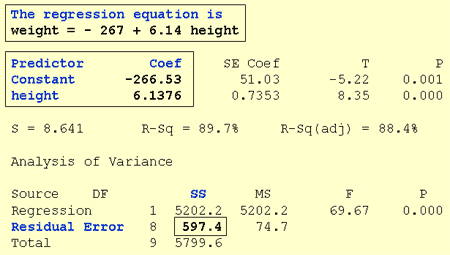 The regression equation is
weight = - 267 + 6.14 height
Predictor Coef SE Coef T P
Constant -266.53 51.03 -5.22 0.001
height 6.1376 0.7353 8.35 0.000
S = 8.641 R-Sq = 89.7% R-Sq(adj) = 88.4%
Analysis of Variance
Source DF SS MS F P
Regression 1 5202.2 5202.2 69.67 0.000
Residual Error 8 597.4 74.7
Total 9 5799.6